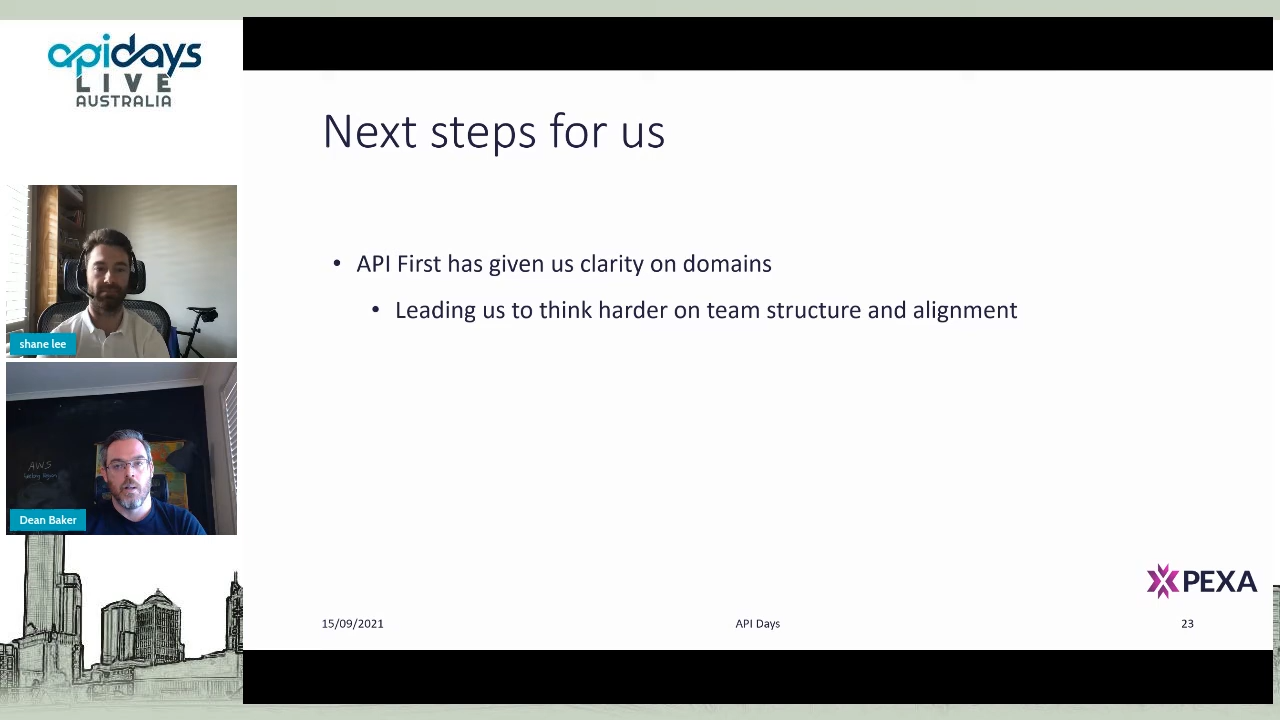 apidays
LIVE
AUSTRALIA
shane lee
AWS
Dean Baker
Next steps for us
• API First has given us clarity on domains
• Leading us to think harder on team structure and alignment
PEXA
15/09/2021
API Days
23